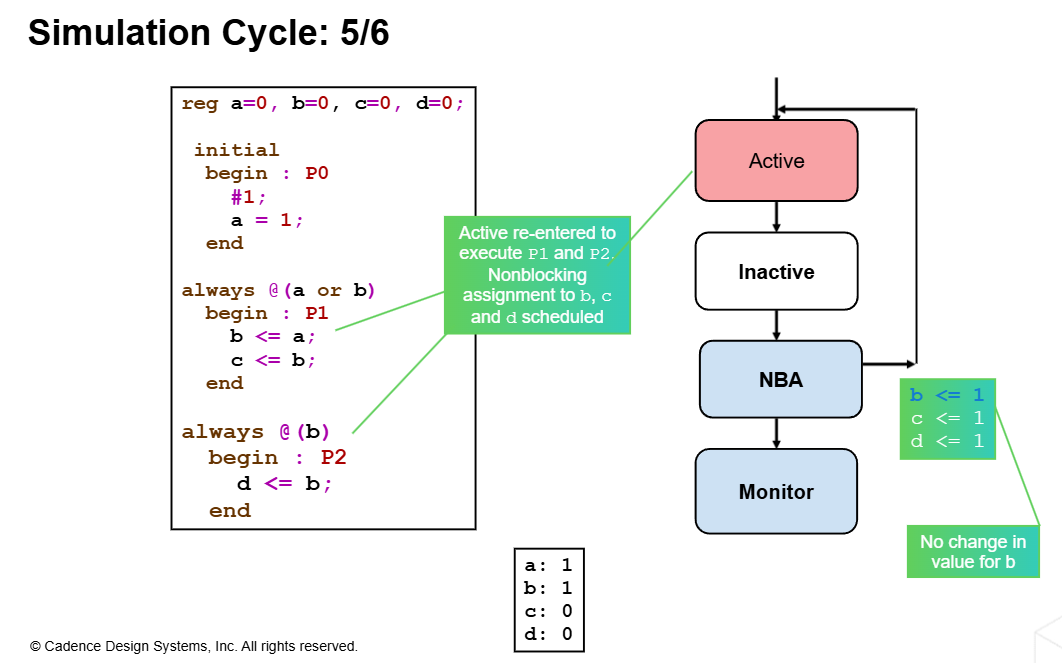 Simulation Cycle: 5/6
reg a=0, b=0, c=0, d=0;
initial
begin : P0
#1;
a = 1;
end
always @(a or b)
begin : P1
b <= a;
c <= b;
end
always @(b)
begin : P2
d <= b;
end
Active re-entered to
execute P1 and P2.
Nonblocking
assignment to b, c
and d scheduled
Active
Inactive
NBA
Monitor
b <= 1
c <= 1
d <= 1
No change in
value for b
a: 1
b: 1
c: 0
d: 0
© Cadence Design Systems, Inc. All rights reserved.